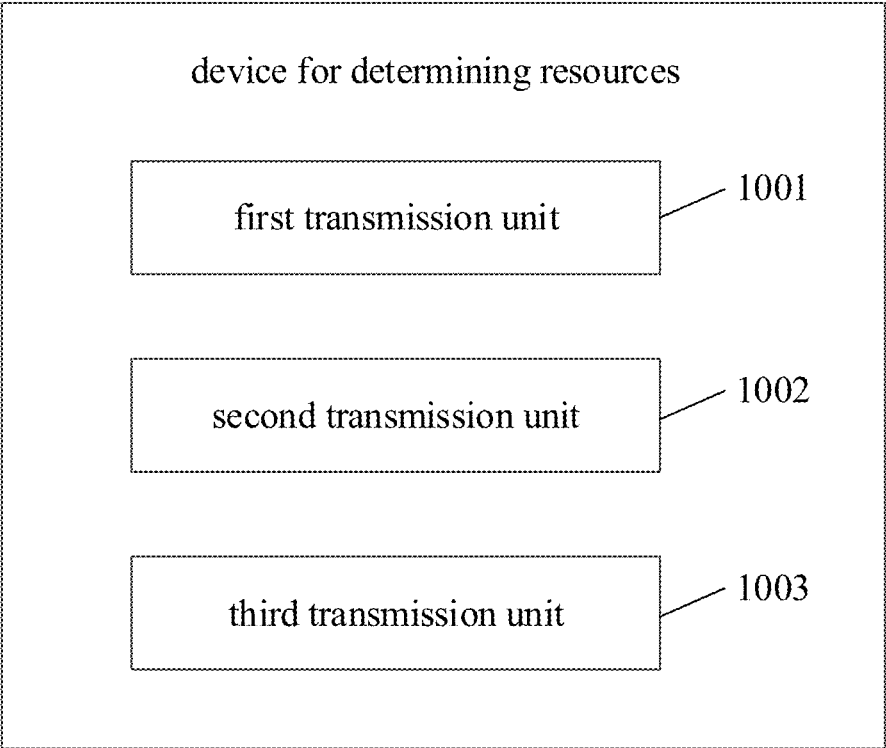 device for determining resources
first transmission unit
1001
second transmission unit
1002
third transmission unit
1003